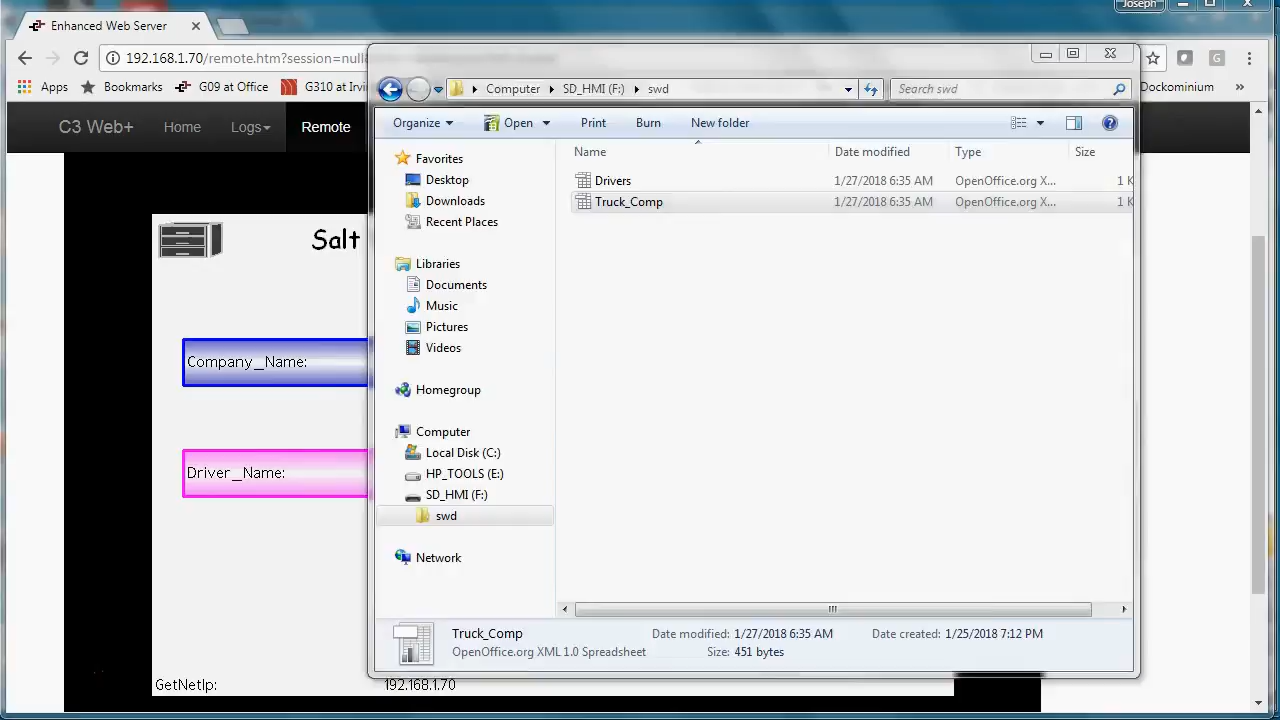 Joseph
Enhanced Web Server
192.168.1.70/remote.htm?session=null
Apps
Bookmarks
G09 at Office
G310 at Irvi
Dockominium
»
C3 Web+
Home
Logs
Remote
Salt
Company_Name:
Driver_Name:
GetNetIp:
192.168.1.70
Computer
SD_HMI (F:)
swd
Search swd
Organize
Open
Print
Burn
New folder
Favorites
Desktop
Downloads
Recent Places
Libraries
Documents
Music
Pictures
Videos
Homegroup
Computer
Local Disk (C:)
HP_TOOLS (E:)
SD_HMI (F:)
swd
Network
Name Date modified Type Size
Drivers 1/27/2018 6:35 AM OpenOffice.org X... 1 K
Truck_Comp 1/27/2018 6:35 AM OpenOffice.org X... 1 K
Truck_Comp Date modified: 1/27/2018 6:35 AM Date created: 1/25/2018 7:12 PM
OpenOffice.org XML 1.0 Spreadsheet Size: 451 bytes